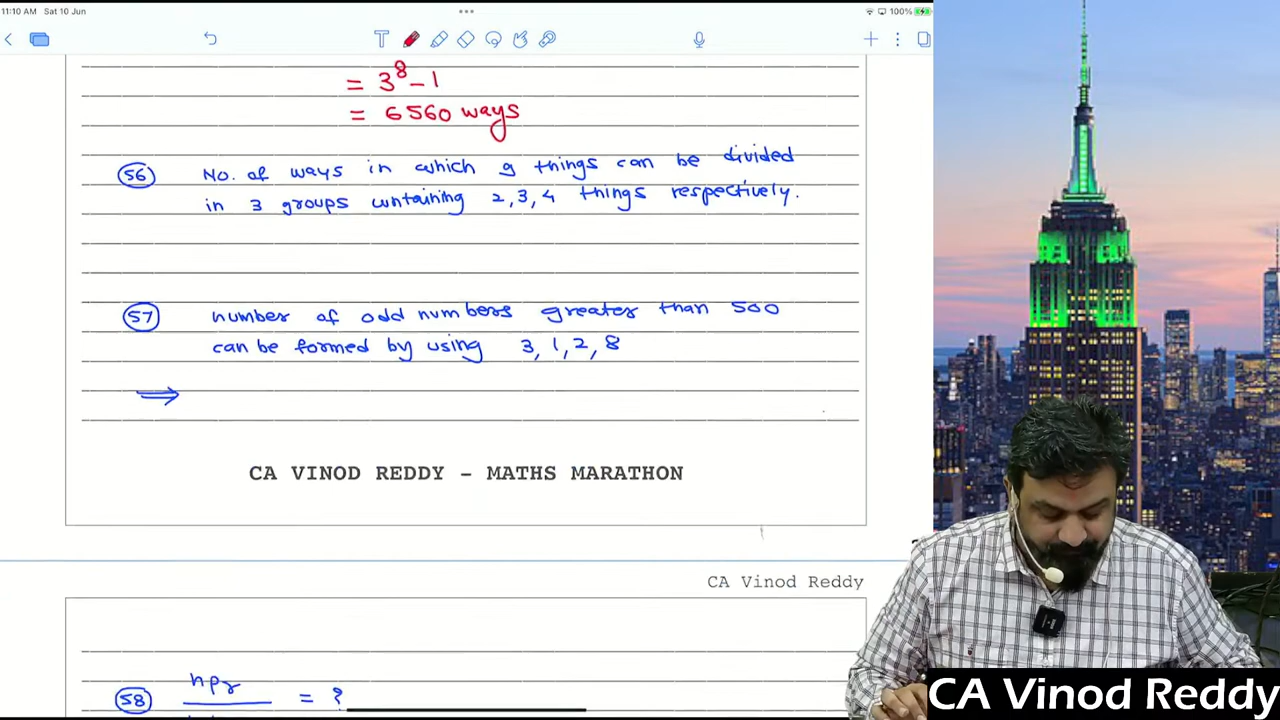 11:10 AM Sat 10 Jun
100%
= 3^8 - 1
= 6560 ways
56 No. of ways in which 9 things can be divided
in 3 groups containing 2, 3, 4 things respectively.
57 number of odd numbers greater than 500
can be formed by using 3, 1, 2, 8
⇒
CA VINOD REDDY - MATHS MARATHON
CA Vinod Reddy
58 nPr = ?
CA Vinod Reddy